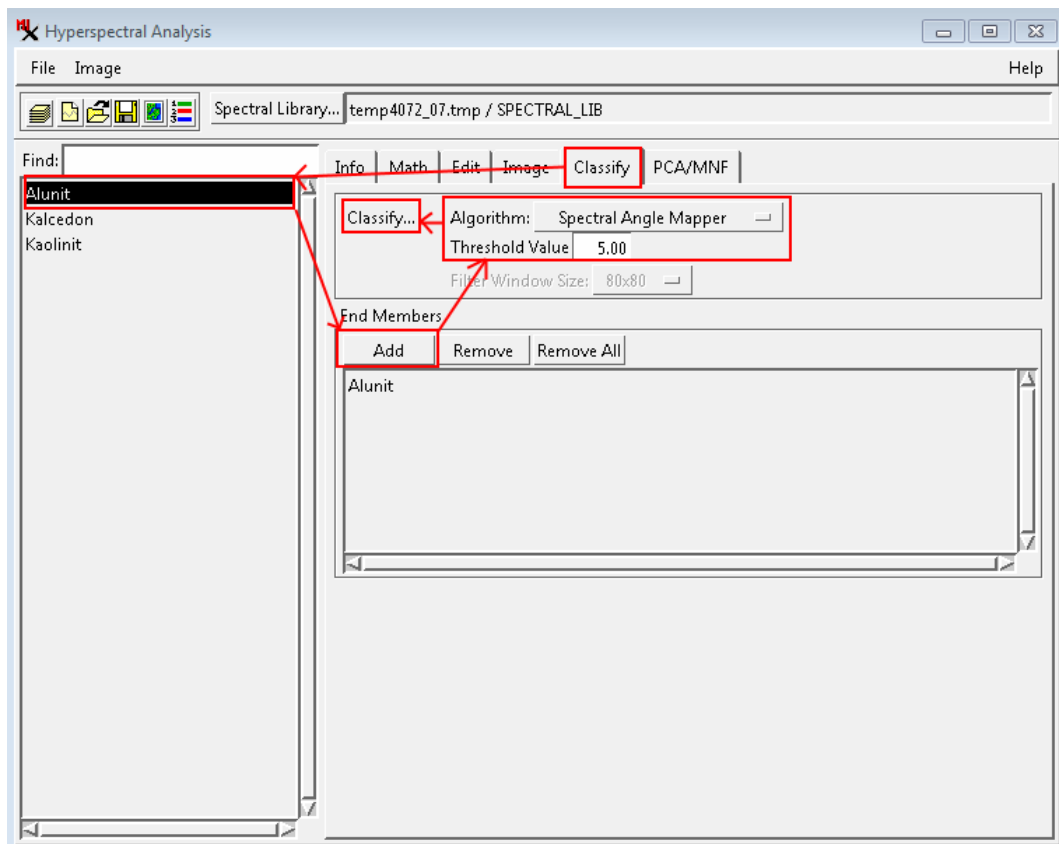 Hyperspectral Analysis
File Image Help
Spectral Library... temp4072_07.tmp / SPECTRAL_LIB
Find:
Alunit
Kalcedon
Kaolinit
Info Math Edit Image Classify PCA/MNF
Classify... Algorithm: Spectral Angle Mapper
Threshold Value 5.00
Filter Window Size: 80x80
End Members
Add Remove Remove All
Alunit